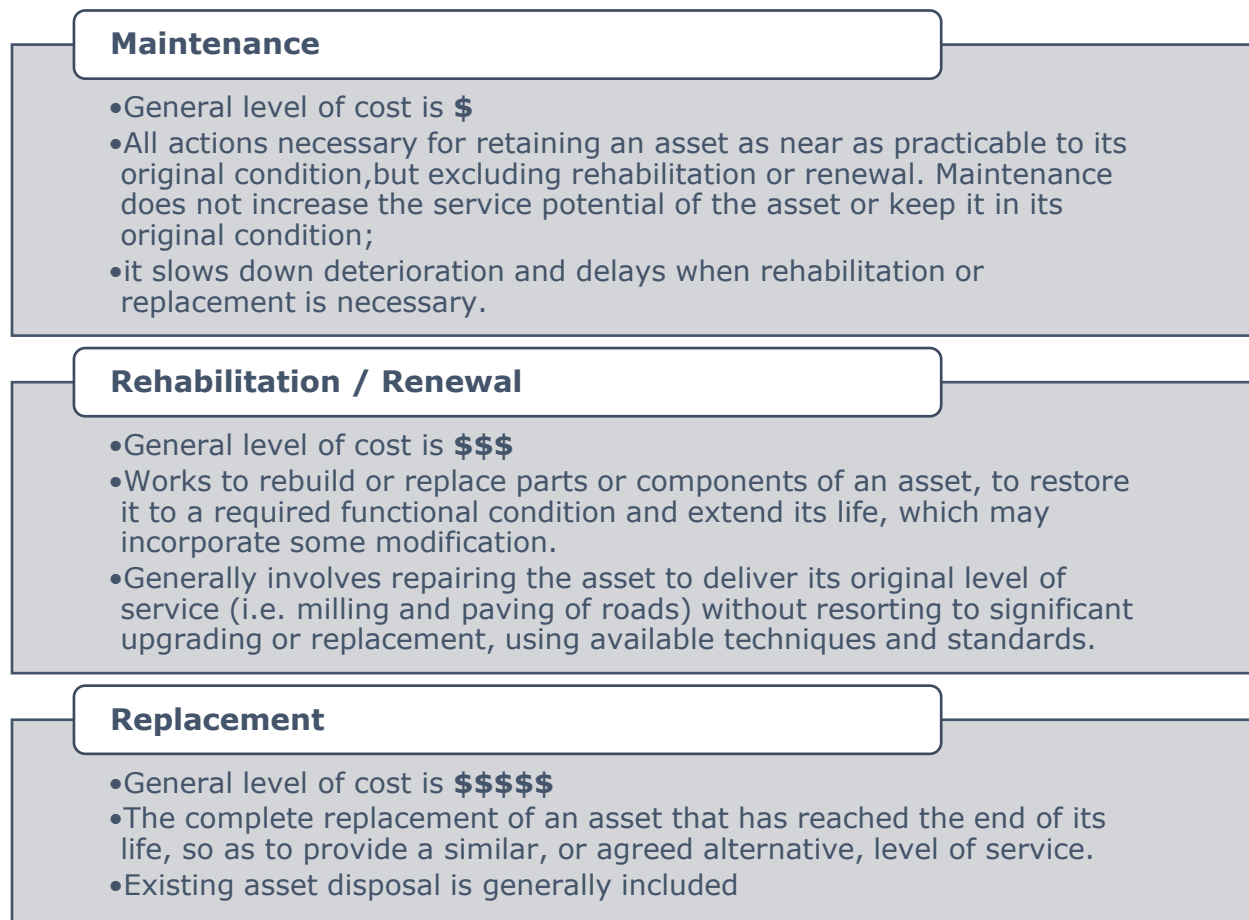 Maintenance
•General level of cost is $
•All actions necessary for retaining an asset as near as practicable to its
original condition,but excluding rehabilitation or renewal. Maintenance
does not increase the service potential of the asset or keep it in its
original condition;
•it slows down deterioration and delays when rehabilitation or
replacement is necessary.
Rehabilitation / Renewal
•General level of cost is $$$
•Works to rebuild or replace parts or components of an asset, to restore
it to a required functional condition and extend its life, which may
incorporate some modification.
•Generally involves repairing the asset to deliver its original level of
service (i.e. milling and paving of roads) without resorting to significant
upgrading or replacement, using available techniques and standards.
Replacement
•General level of cost is $$$$$
•The complete replacement of an asset that has reached the end of its
life, so as to provide a similar, or agreed alternative, level of service.
•Existing asset disposal is generally included